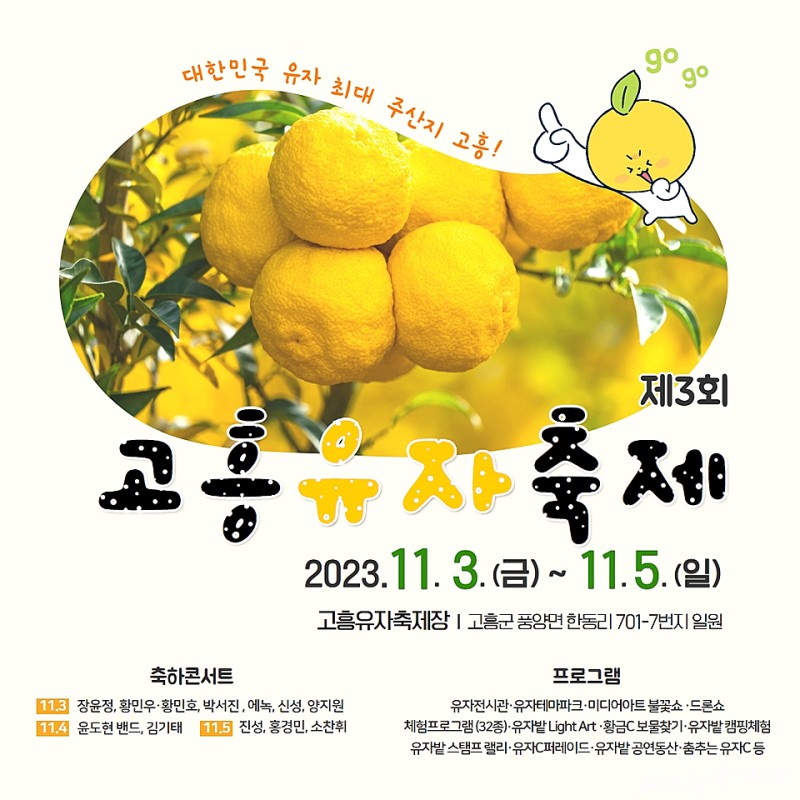 대한민국 유자 최대 주산지 고흥!
go
go
제3회
고흥유자축제
2023.11. 3. (금) ~ 11. 5. (일)
고흥유자축제장 | 고흥군 풍양면 한동리 701-7번지 일원
축하콘서트
11.3 장윤정, 황민우·황민호, 박서진 , 에녹, 신성, 양지원
11.4 윤도현 밴드, 김기태 11.5 진성, 홍경민, 소찬휘
프로그램
유자전시관·유자테마파크·미디어아트 불꽃쇼 ·드론쇼
체험프로그램 (32종)·유자밭 Light Art ·황금C 보물찾기·유자밭 캠핑체험
유자밭 스탬프 랠리·유자C퍼레이드·유자밭 공연동산·춤추는 유자C 등